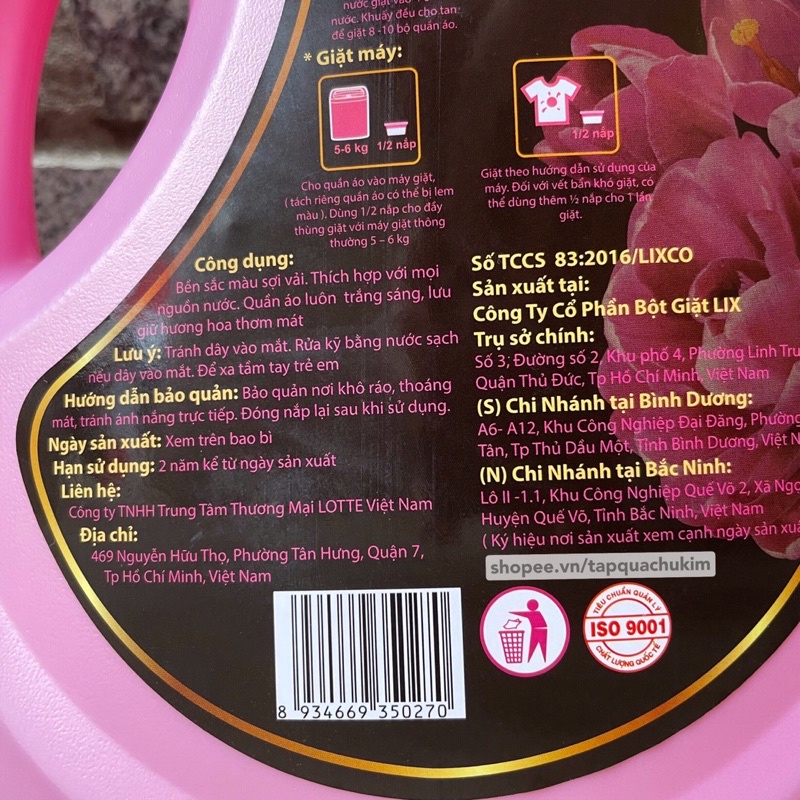 nước giặt vào
nước. Khuấy đều cho tan
để giặt 8 -10 bộ quần áo.
* Giặt máy:
5-6 kg 1/2 nắp
1/2 nắp
Cho quần áo vào máy giặt,
( tách riêng quần áo có thể bị lem
màu ). Dùng 1/2 nắp cho đầy
thùng giặt với máy giặt thông
thường 5 – 6 kg
Giặt theo hướng dẫn sử dụng của
máy. Đối với vết bẩn khó giặt, có
thể dùng thêm ½ nắp cho 1 lần
giặt.
Công dụng:
Bền sắc màu sợi vải. Thích hợp với mọi
nguồn nước. Quần áo luôn trắng sáng, lưu
giữ hương hoa thơm mát
Lưu ý: Tránh dây vào mắt. Rửa kỹ bằng nước sạch
nếu dây vào mắt. Để xa tầm tay trẻ em
Hướng dẫn bảo quản: Bảo quản nơi khô ráo, thoáng
mát, tránh ánh nắng trực tiếp. Đóng nắp lại sau khi sử dụng.
Ngày sản xuất: Xem trên bao bì
Hạn sử dụng: 2 năm kể từ ngày sản xuất
Liên hệ:
Công ty TNHH Trung Tâm Thương Mại LOTTE Việt Nam
Địa chỉ:
469 Nguyễn Hữu Thọ, Phường Tân Hưng, Quận 7,
Tp Hồ Chí Minh, Việt Nam
Số TCCS 83:2016/LIXCO
Sản xuất tại:
Công Ty Cổ Phần Bột Giặt LIX
Trụ sở chính:
Số 3, Đường số 2, Khu phố 4, Phường Linh Tru
Quận Thủ Đức, Tp Hồ Chí Minh, Việt Nam
(S) Chi Nhánh tại Bình Dương:
A6- A12, Khu Công Nghiệp Đại Đăng, Phường
Tân, Tp Thủ Dầu Một, Tỉnh Bình Dương, Việt N
(N) Chi Nhánh tại Bắc Ninh:
Lô II -1.1, Khu Công Nghiệp Quế Võ 2, Xã Ngọ
Huyện Quế Võ, Tỉnh Bắc Ninh, Việt Nam
( Ký hiệu nơi sản xuất xem cạnh ngày sản xuấ
shopee.vn/tapquachukim
TIÊU CHUẨN QUẢN LÝ
ISO 9001
CHẤT LƯỢNG QUỐC TẾ
8 934669 350270